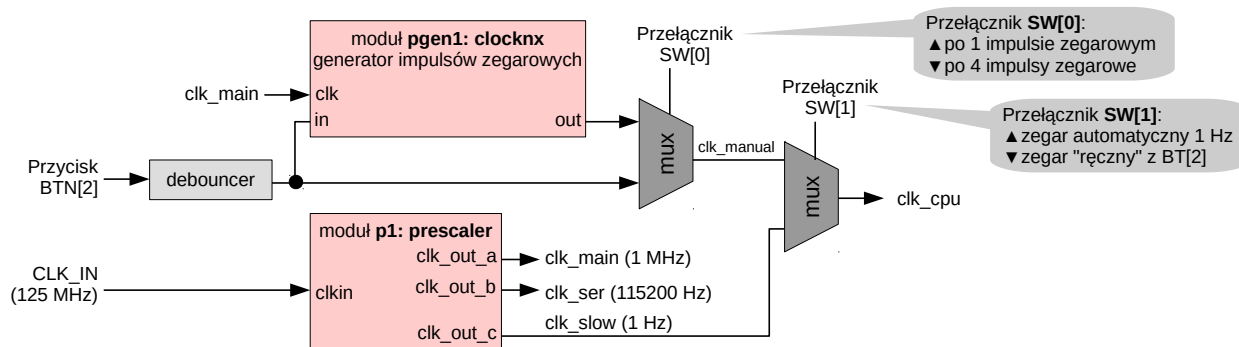 moduł pgen1: clocknx
generator impulsów zegarowych
clk_main
clk
in
out
Przełącznik
SW[0]
Przełącznik SW[0]:
▲po 1 impulsie zegarowym
▼po 4 impulsy zegarowe
Przełącznik
SW[1]
Przełącznik SW[1]:
▲zegar automatyczny 1 Hz
▼zegar "ręczny" z BT[2]
Przycisk
BTN[2]
debouncer
mux
clk_manual
mux
clk_cpu
moduł p1: prescaler
CLK_IN
(125 MHz)
clkin
clk_out_a
clk_main (1 MHz)
clk_out_b
clk_ser (115200 Hz)
clk_out_c
clk_slow (1 Hz)